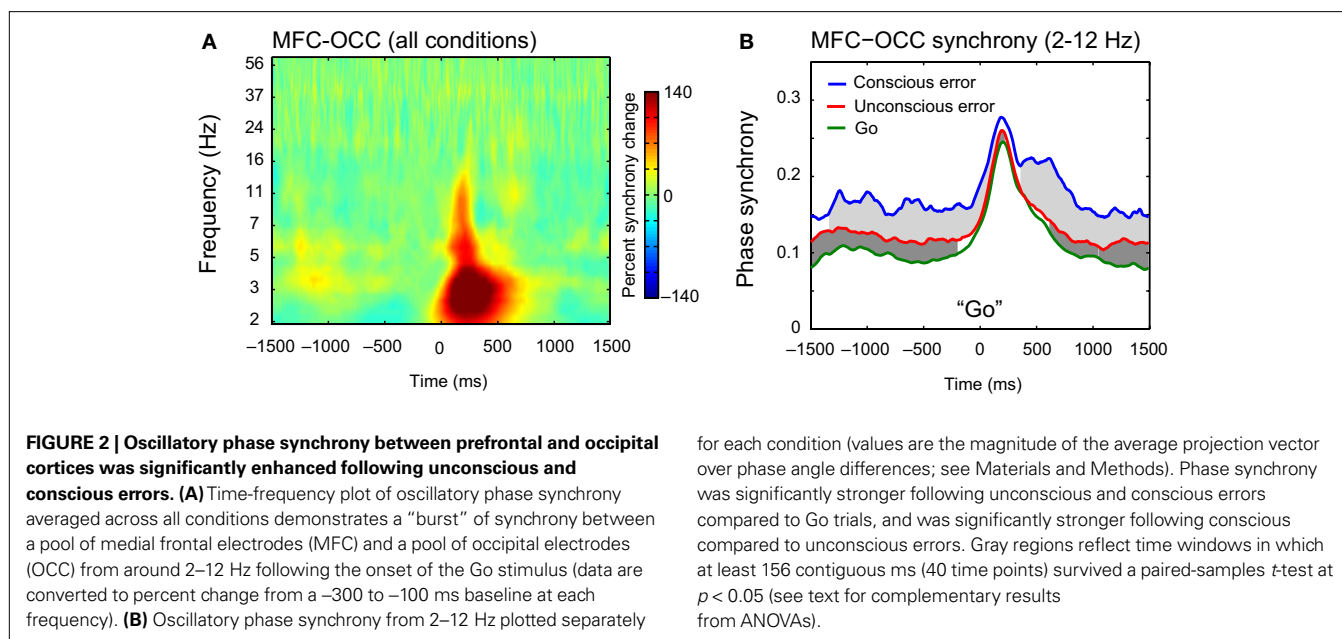 A MFC-OCC (all conditions)
56
37
24
16
11
7
5
3
2
Frequency (Hz)
–1500 –1000 –500 0 500 1000 1500
Time (ms)
140
0
–140
Percent synchrony change
B MFC–OCC synchrony (2-12 Hz)
Conscious error
Unconscious error
Go
0.3
0.2
0.1
0
Phase synchrony
“Go”
–1500 –1000 –500 0 500 1000 1500
Time (ms)
FIGURE 2 | Oscillatory phase synchrony between prefrontal and occipital
cortices was significantly enhanced following unconscious and
conscious errors. (A) Time-frequency plot of oscillatory phase synchrony
averaged across all conditions demonstrates a “burst” of synchrony between
a pool of medial frontal electrodes (MFC) and a pool of occipital electrodes
(OCC) from around 2–12 Hz following the onset of the Go stimulus (data are
converted to percent change from a –300 to –100 ms baseline at each
frequency). (B) Oscillatory phase synchrony from 2–12 Hz plotted separately
for each condition (values are the magnitude of the average projection vector
over phase angle differences; see Materials and Methods). Phase synchrony
was significantly stronger following unconscious and conscious errors
compared to Go trials, and was significantly stronger following conscious
compared to unconscious errors. Gray regions reflect time windows in which
at least 156 contiguous ms (40 time points) survived a paired-samples t-test at
p < 0.05 (see text for complementary results
from ANOVAs).